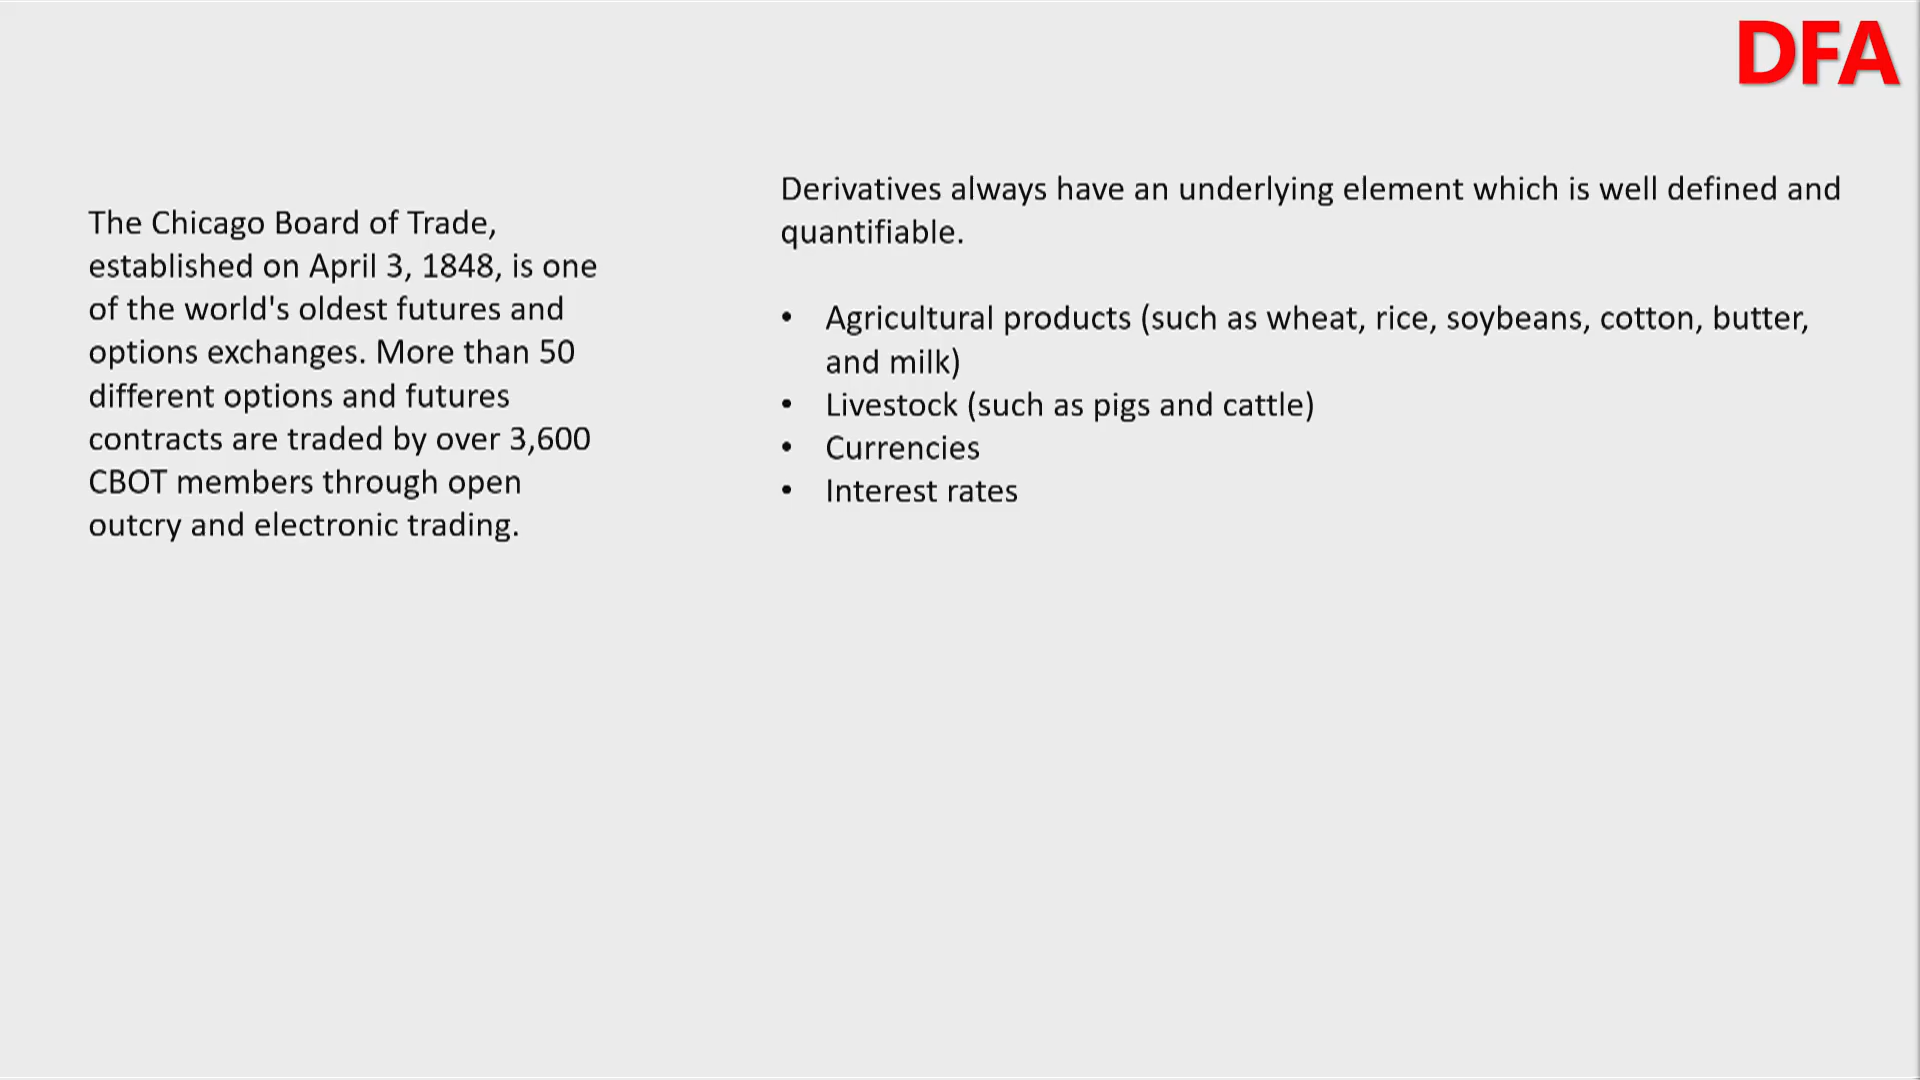 DFA
The Chicago Board of Trade,
established on April 3, 1848, is one
of the world's oldest futures and
options exchanges. More than 50
different options and futures
contracts are traded by over 3,600
CBOT members through open
outcry and electronic trading.
Derivatives always have an underlying element which is well defined and
quantifiable.
• Agricultural products (such as wheat, rice, soybeans, cotton, butter,
and milk)
• Livestock (such as pigs and cattle)
• Currencies
• Interest rates